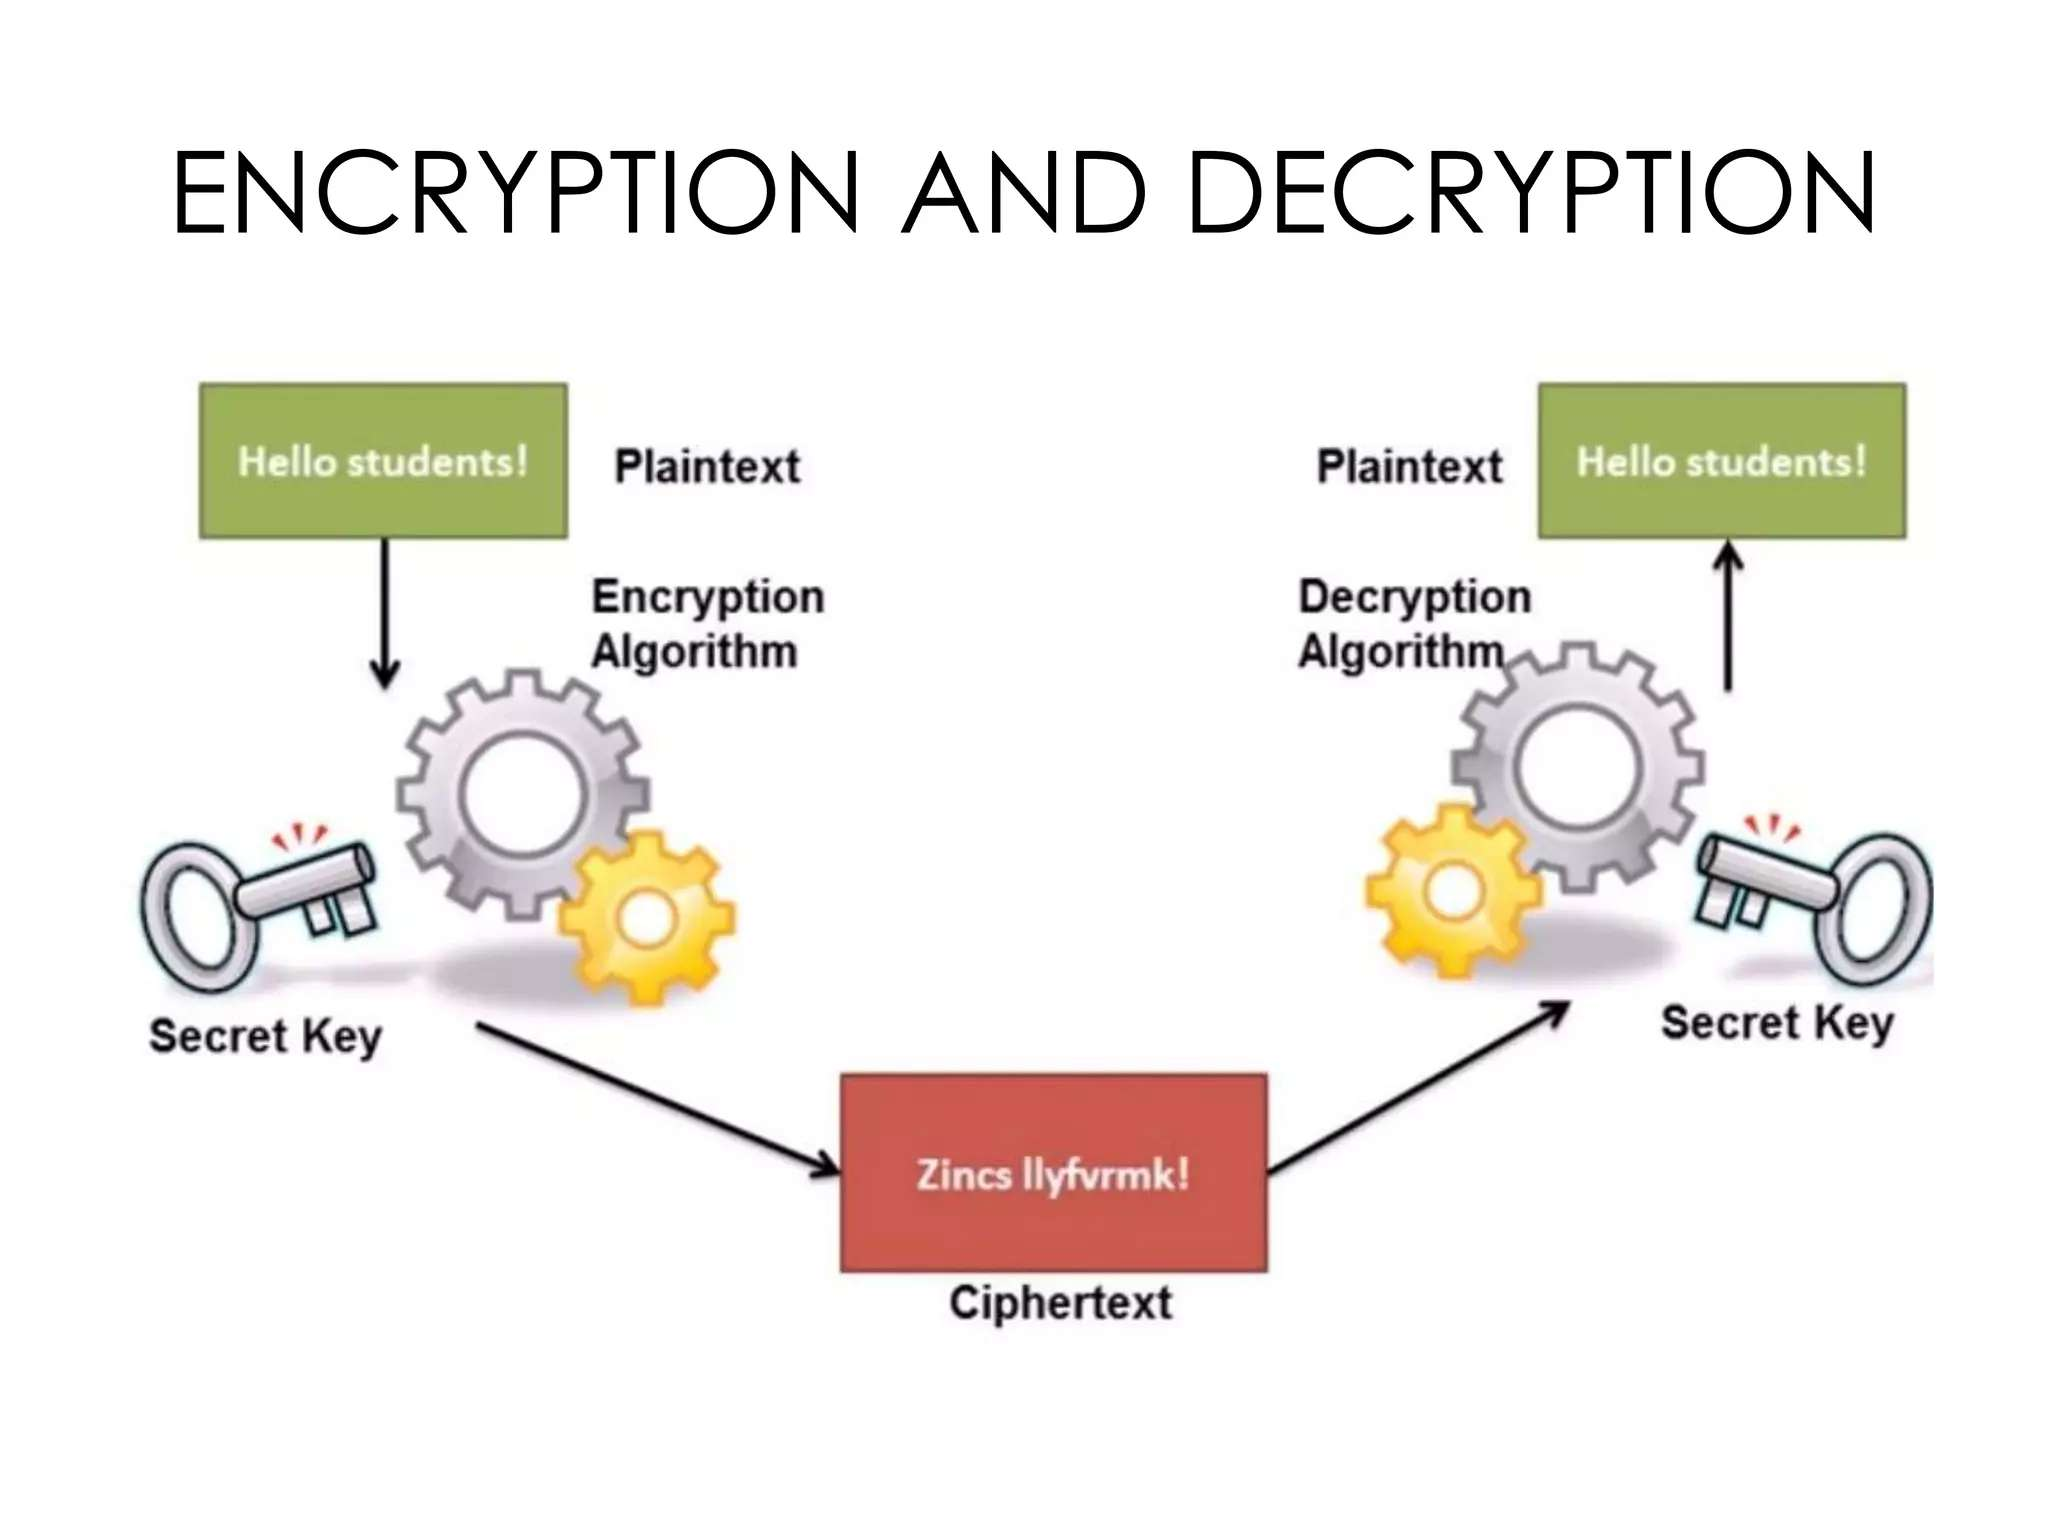 ENCRYPTION AND DECRYPTION
Hello students!
Plaintext
Encryption
Algorithm
Secret Key
Zincs llyfvrmk!
Ciphertext
Plaintext
Hello students!
Decryption
Algorithm
Secret Key